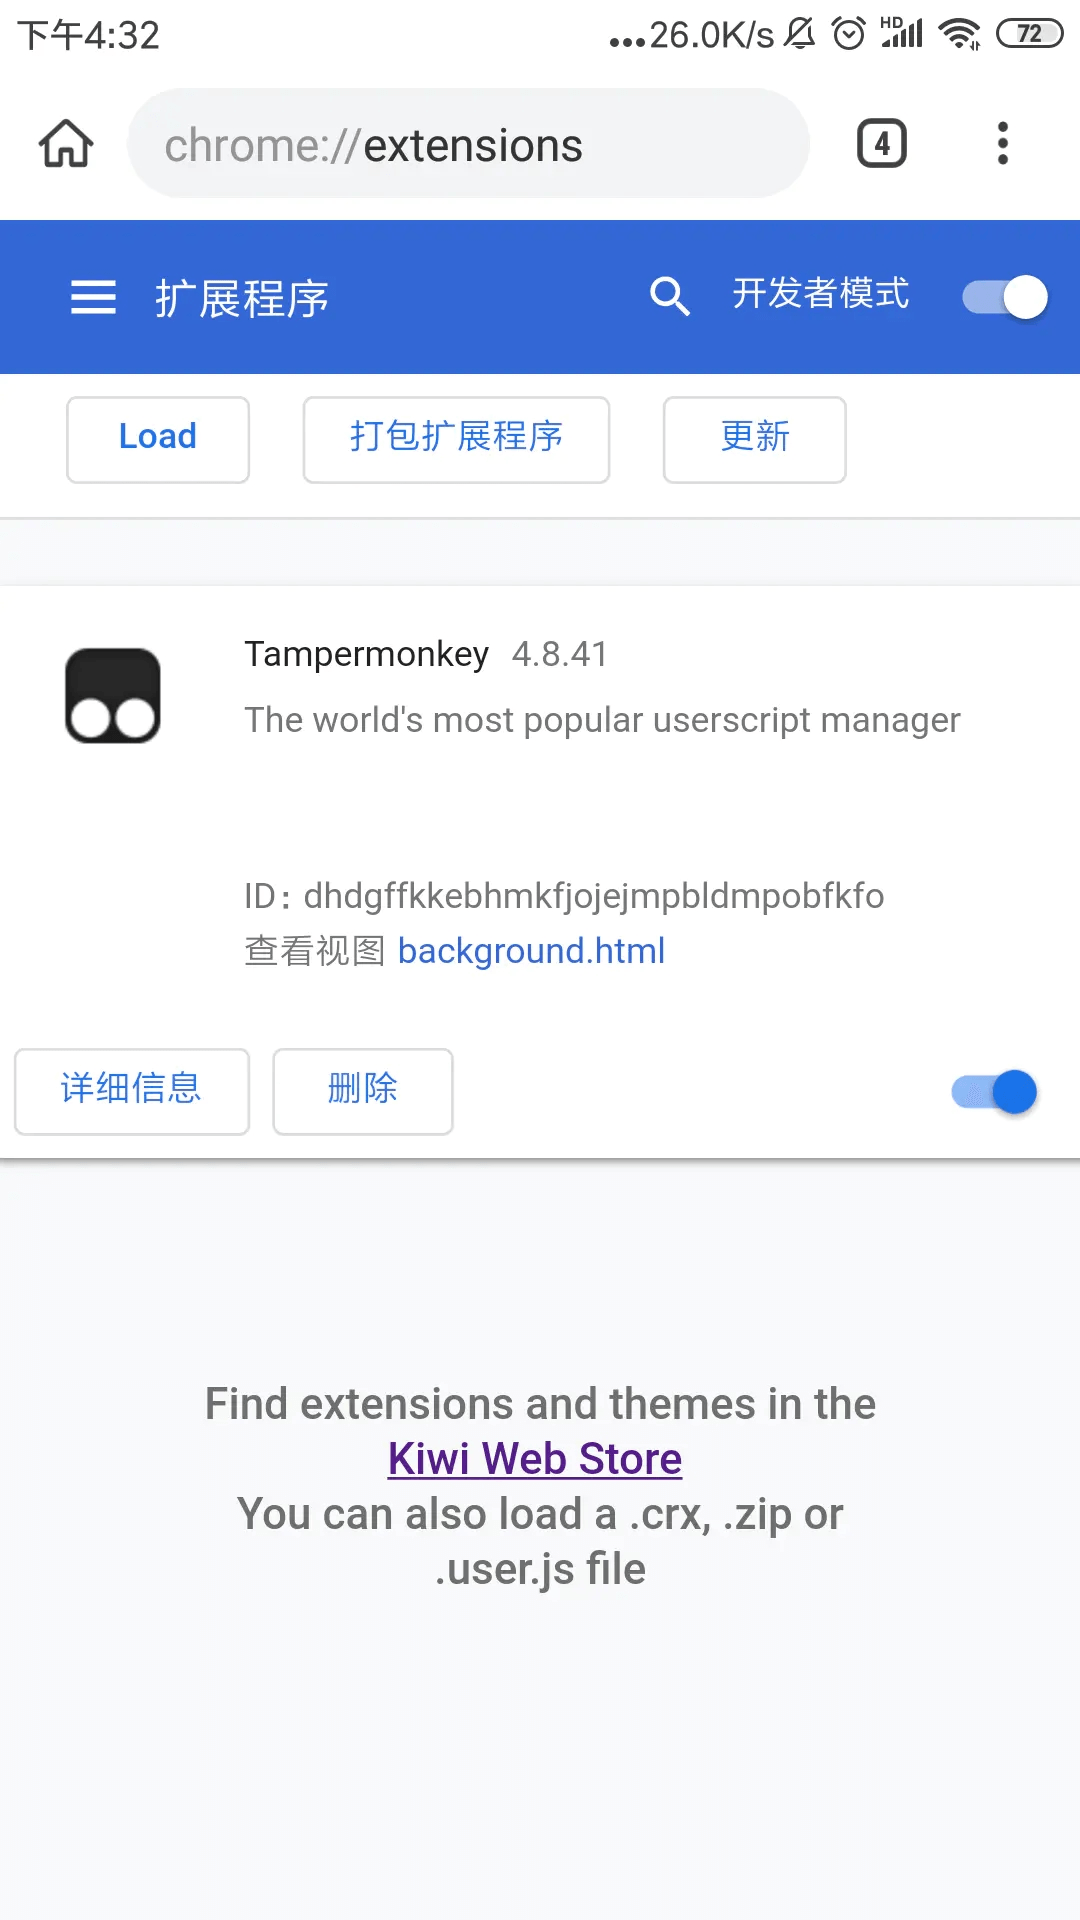 下午4:32
...26.0K/s HD 72
chrome://extensions
4
扩展程序
开发者模式
Load
打包扩展程序
更新
Tampermonkey 4.8.41
The world's most popular userscript manager
ID：dhdgffkkebhmkfjojejmpbldmpobfkfo
查看视图 background.html
详细信息
删除
Find extensions and themes in the
Kiwi Web Store
You can also load a .crx, .zip or
.user.js file